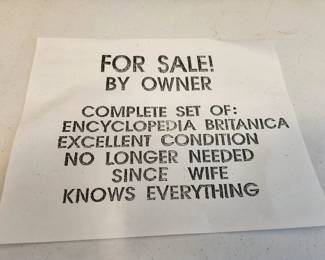 FOR SALE!
BY OWNER
COMPLETE SET OF:
ENCYCLOPEDIA BRITANICA
EXCELLENT CONDITION
NO LONGER NEEDED
SINCE WIFE
KNOWS EVERYTHING